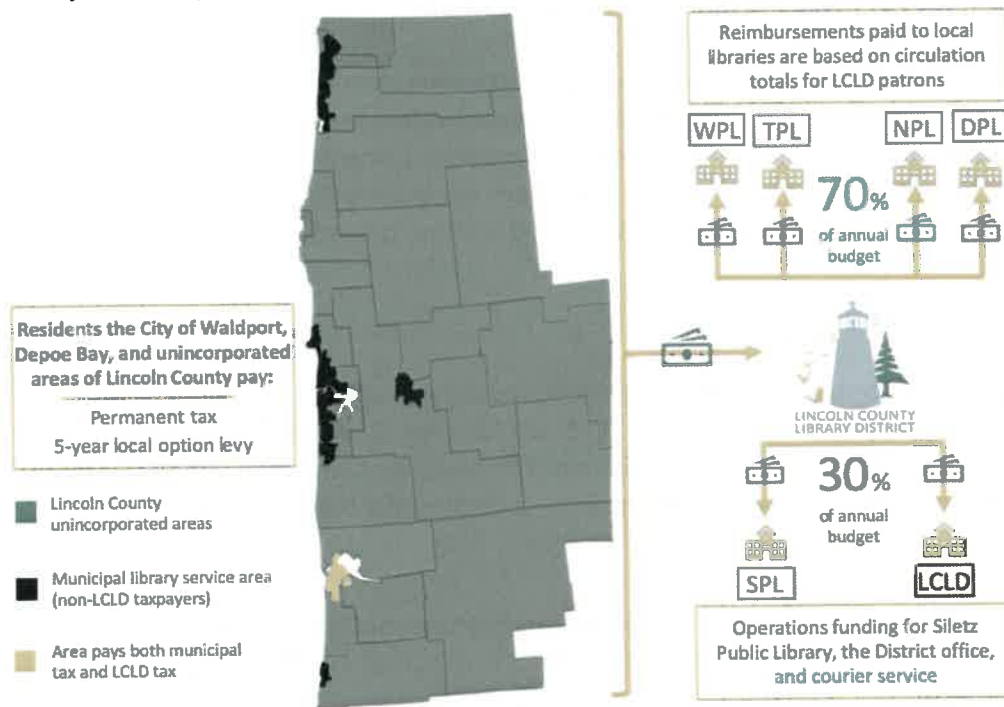 Residents the City of Waldport,
Depoe Bay, and unincorporated
areas of Lincoln County pay:
Permanent tax
5-year local option levy
Lincoln County
unincorporated areas
Municipal library service area
(non-LCLD taxpayers)
Area pays both municipal
tax and LCLD tax
Reimbursements paid to local
libraries are based on circulation
totals for LCLD patrons
WPL TPL NPL DPL
70%
of annual
budget
LINCOLN COUNTY
LIBRARY DISTRICT
30%
of annual
budget
SPL LCLD
Operations funding for Siletz
Public Library, the District office,
and courier service